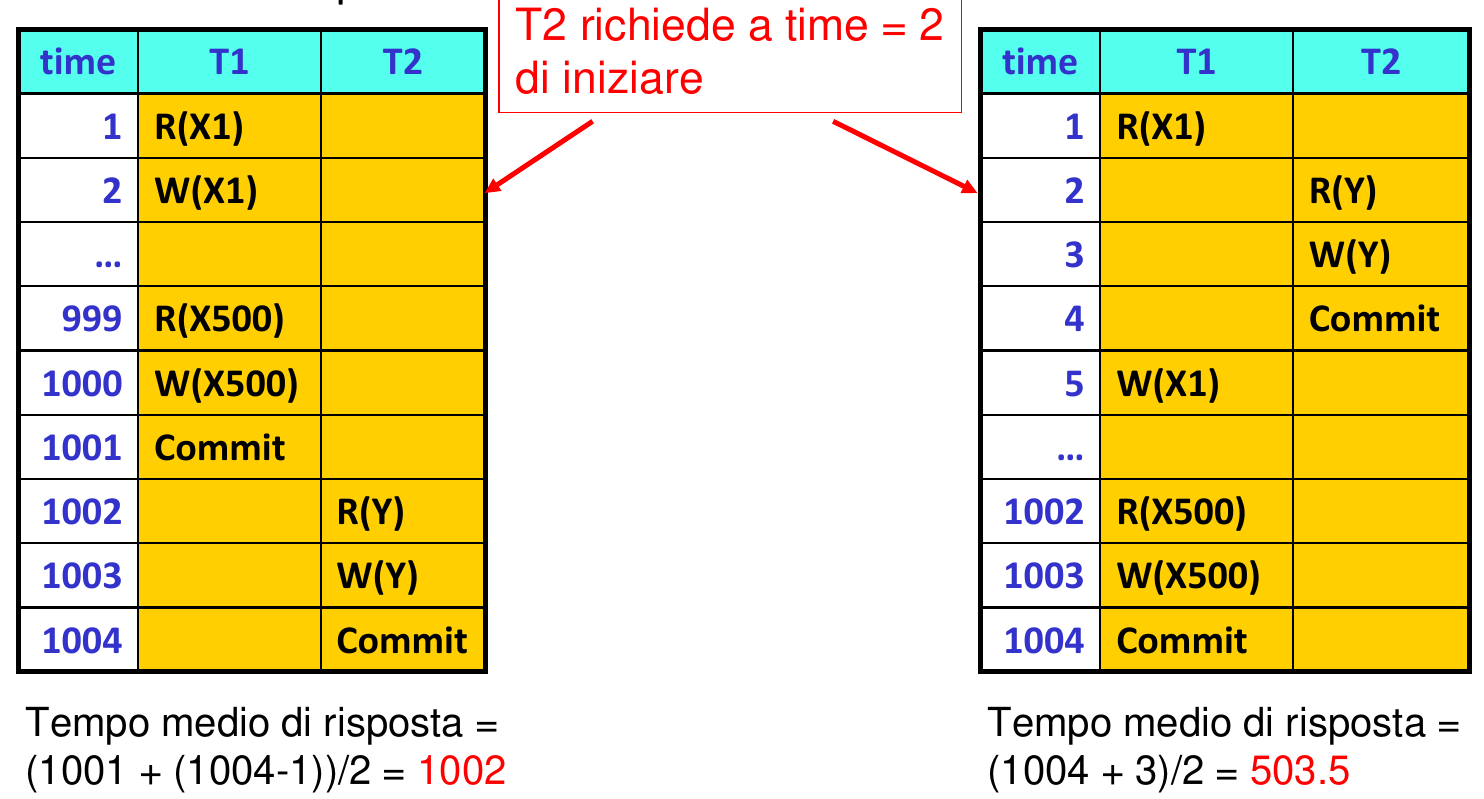 T2 richiede a time = 2
di iniziare
time T1 T2
1 R(X1)
2 W(X1)
...
999 R(X500)
1000 W(X500)
1001 Commit
1002 R(Y)
1003 W(Y)
1004 Commit
Tempo medio di risposta =
(1001 + (1004-1))/2 = 1002
time T1 T2
1 R(X1)
2 R(Y)
3 W(Y)
4 Commit
5 W(X1)
...
1002 R(X500)
1003 W(X500)
1004 Commit
Tempo medio di risposta =
(1004 + 3)/2 = 503.5